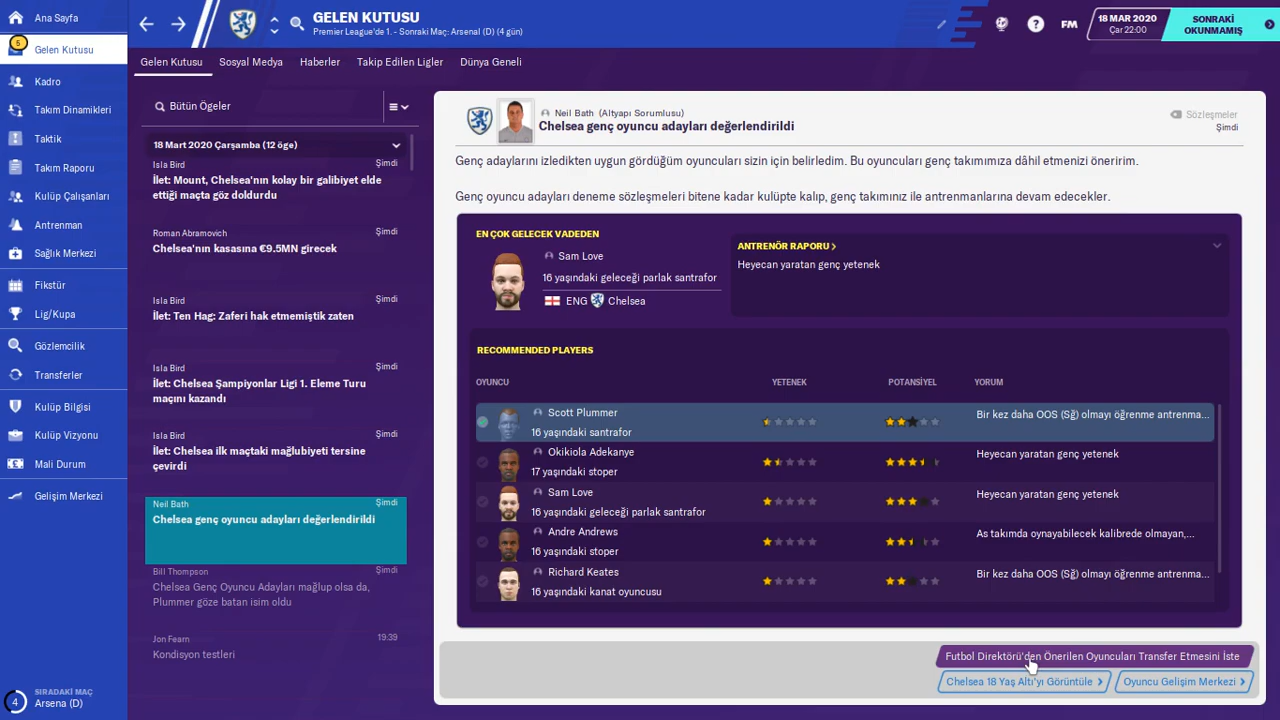 Ana Sayfa
5
Gelen Kutusu
Kadro
Takım Dinamikleri
Taktik
Takım Raporu
Kulüp Çalışanları
Antrenman
Sağlık Merkezi
Fikstür
Lig/Kupa
Gözlemcilik
Transferler
Kulüp Bilgisi
Kulüp Vizyonu
Mali Durum
Gelişim Merkezi
4
SIRADAKİ MAÇ
Arsena (D)
GELEN KUTUSU
Premier League'de 1. - Sonraki Maç: Arsenal (D) (4 gün)
?
FM
18 MAR 2020
Çar 22:00
SONRAKİ
OKUNMAMIŞ
Gelen Kutusu
Sosyal Medya
Haberler
Takip Edilen Ligler
Dünya Geneli
Bütün Ögeler
18 Mart 2020 Çarşamba (12 öge)
Isla Bird
Şimdi
İlet: Mount, Chelsea'nın kolay bir galibiyet elde
ettiği maçta göz doldurdu
Roman Abramovich
Şimdi
Chelsea'nin kasasına €9.5MN girecek
Isla Bird
Şimdi
İlet: Ten Hag: Zaferi hak etmemiştik zaten
Isla Bird
Şimdi
İlet: Chelsea Şampiyonlar Ligi 1. Eleme Turu
maçını kazandı
Isla Bird
Şimdi
İlet: Chelsea ilk maçtaki mağlubiyeti tersine
çevirdi
Neil Bath
Şimdi
Chelsea genç oyuncu adayları değerlendirildi
Bill Thompson
Şimdi
Chelsea Genç Oyuncu Adayları mağlup olsa da,
Plummer göze batan isim oldu
Jon Fearn
19:39
Kondisyon testleri
Neil Bath (Altyapı Sorumlusu)
Chelsea genç oyuncu adayları değerlendirildi
Sözleşmeler
Şimdi
Genç adaylarını izledikten uygun gördüğüm oyuncuları sizin için belirledim. Bu oyuncuları genç takımımıza dâhil etmenizi öneririm.
Genç oyuncu adayları deneme sözleşmeleri bitene kadar kulüpte kalıp, genç takımınız ile antrenmanlarına devam edecekler.
EN ÇOK GELECEK VADEDEN
Sam Love
16 yaşındaki geleceği parlak santrafor
ENG Chelsea
ANTRENÖR RAPORU
Heyecan yaratan genç yetenek
RECOMMENDED PLAYERS
OYUNCU YETENEK POTANSİYEL YORUM
Scott Plummer
16 yaşındaki santrafor
Bir kez daha OOS (Sğ) olmayı öğrenme antrenma...
Okikiola Adekanye
17 yaşındaki stoper
Heyecan yaratan genç yetenek
Sam Love
16 yaşındaki geleceği parlak santrafor
Heyecan yaratan genç yetenek
Andre Andrews
16 yaşındaki stoper
As takımda oynayabilecek kalibrede olmayan,...
Richard Keates
16 yaşındaki kanat oyuncusu
Bir kez daha OOS (Sğ) olmayı öğrenme antrenma...
Futbol Direktörü'den Önerilen Oyuncuları Transfer Etmesini İste
Chelsea 18 Yaş Altı'yı Görüntüle
Oyuncu Gelişim Merkezi